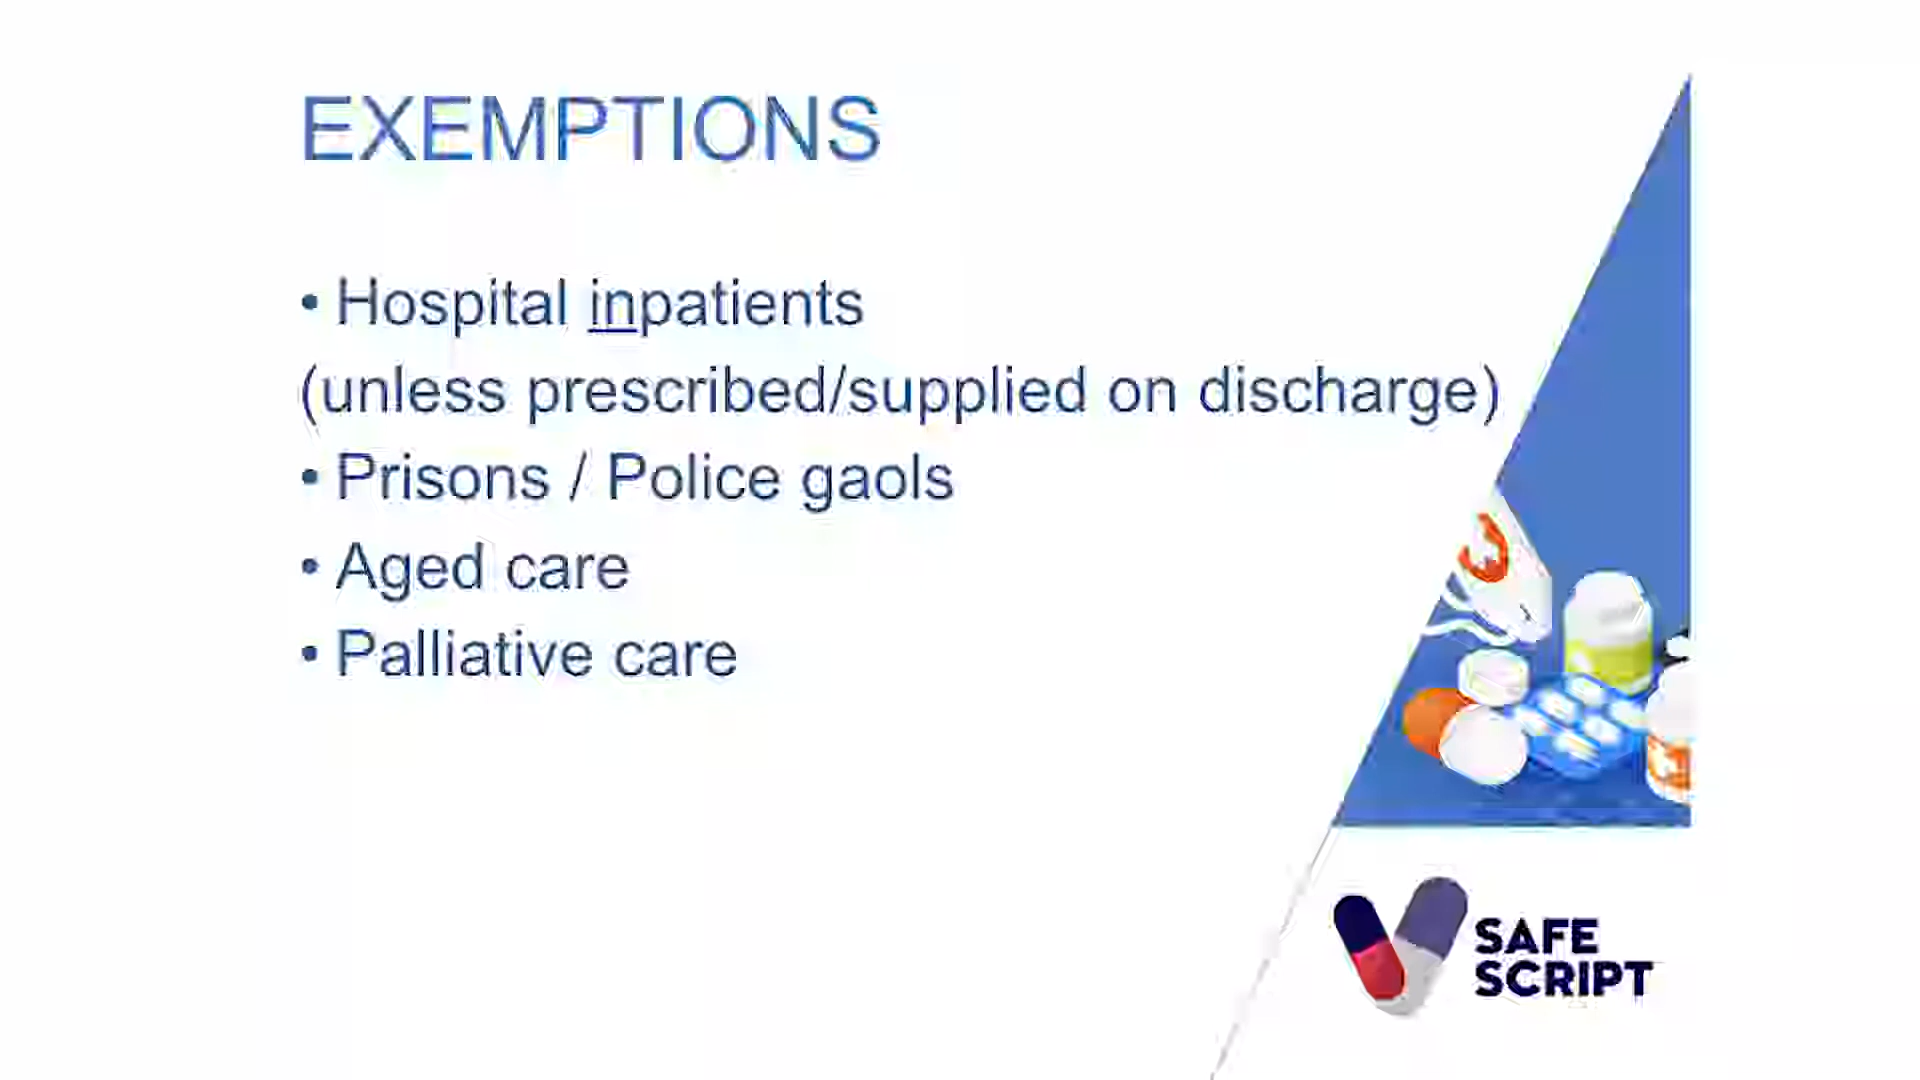 EXEMPTIONS
• Hospital inpatients
(unless prescribed/supplied on discharge)
• Prisons / Police gaols
• Aged care
• Palliative care
SAFE
SCRIPT